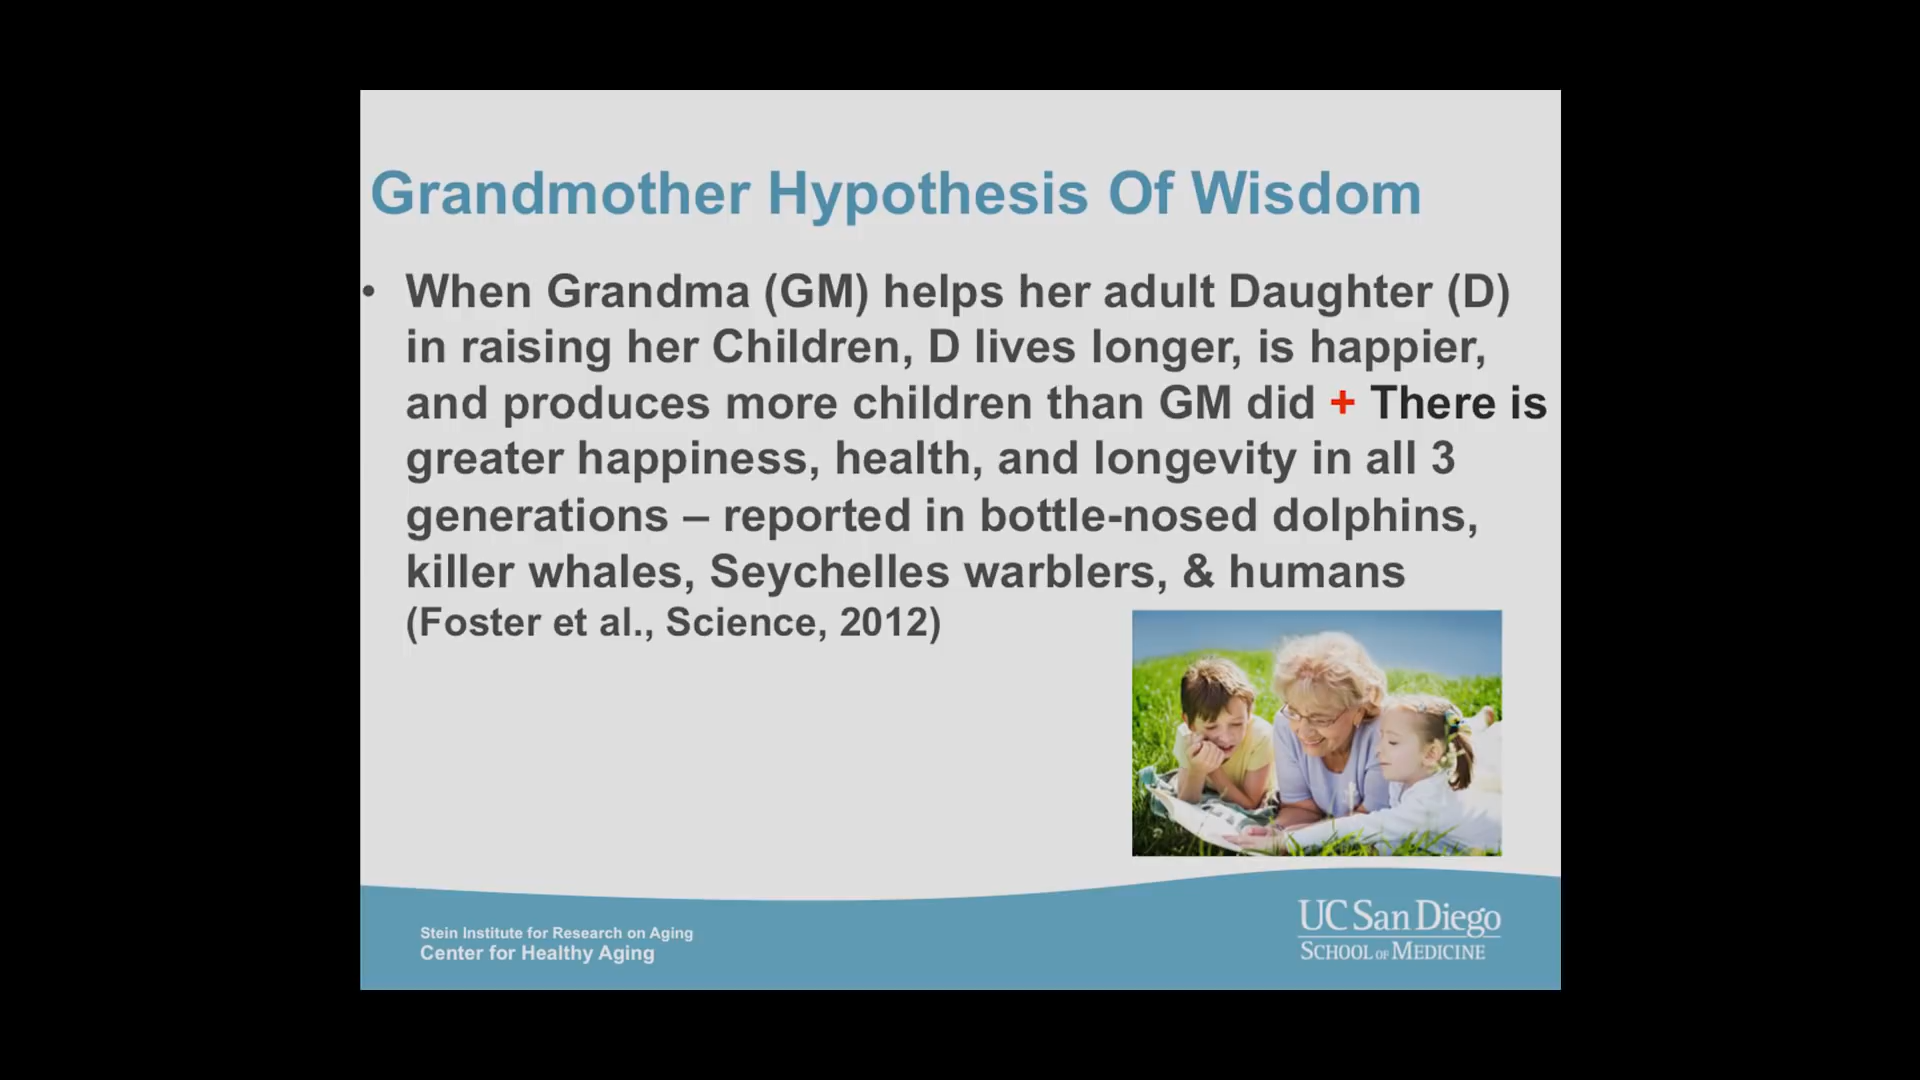 Grandmother Hypothesis Of Wisdom
• When Grandma (GM) helps her adult Daughter (D)
in raising her Children, D lives longer, is happier,
and produces more children than GM did + There is
greater happiness, health, and longevity in all 3
generations – reported in bottle-nosed dolphins,
killer whales, Seychelles warblers, & humans
(Foster et al., Science, 2012)
Stein Institute for Research on Aging
Center for Healthy Aging
UC San Diego
SCHOOL OF MEDICINE